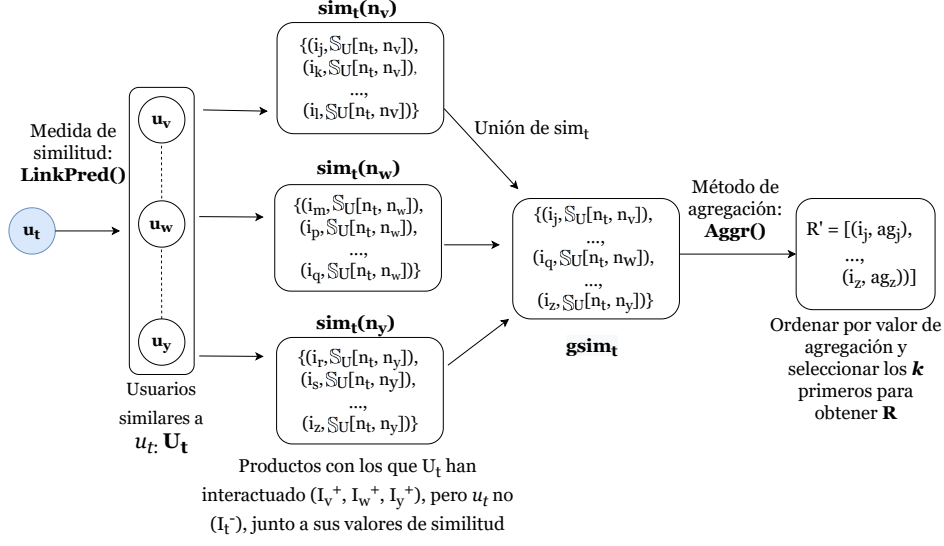 Medida de
similitud:
LinkPred()
u_t
u_v
u_w
u_y
Usuarios
similares a
u_t: U_t
sim_t(n_v)
{(i_j,𝕊_U[n_t, n_v]),
(i_k,𝕊_U[n_t, n_v]),
...,
(i_l,𝕊_U[n_t, n_v])}
sim_t(n_w)
{(i_m,𝕊_U[n_t, n_w]),
(i_p,𝕊_U[n_t, n_w]),
...,
(i_q,𝕊_U[n_t, n_w])}
sim_t(n_y)
{(i_r,𝕊_U[n_t, n_y]),
(i_s,𝕊_U[n_t, n_y]),
...,
(i_z,𝕊_U[n_t, n_y])}
Productos con los que U_t han
interactuado (I_v^+, I_w^+, I_y^+), pero u_t no
(I_t^-), junto a sus valores de similitud
Unión de sim_t
{(i_j,𝕊_U[n_t, n_v]),
...,
(i_q,𝕊_U[n_t, n_w]),
...,
(i_z,𝕊_U[n_t, n_y])}
gsim_t
Método de
agregación:
Aggr()
R' = [(i_j, ag_j),
...,
(i_z, ag_z))]
Ordenar por valor de
agregación y
seleccionar los k
primeros para
obtener R